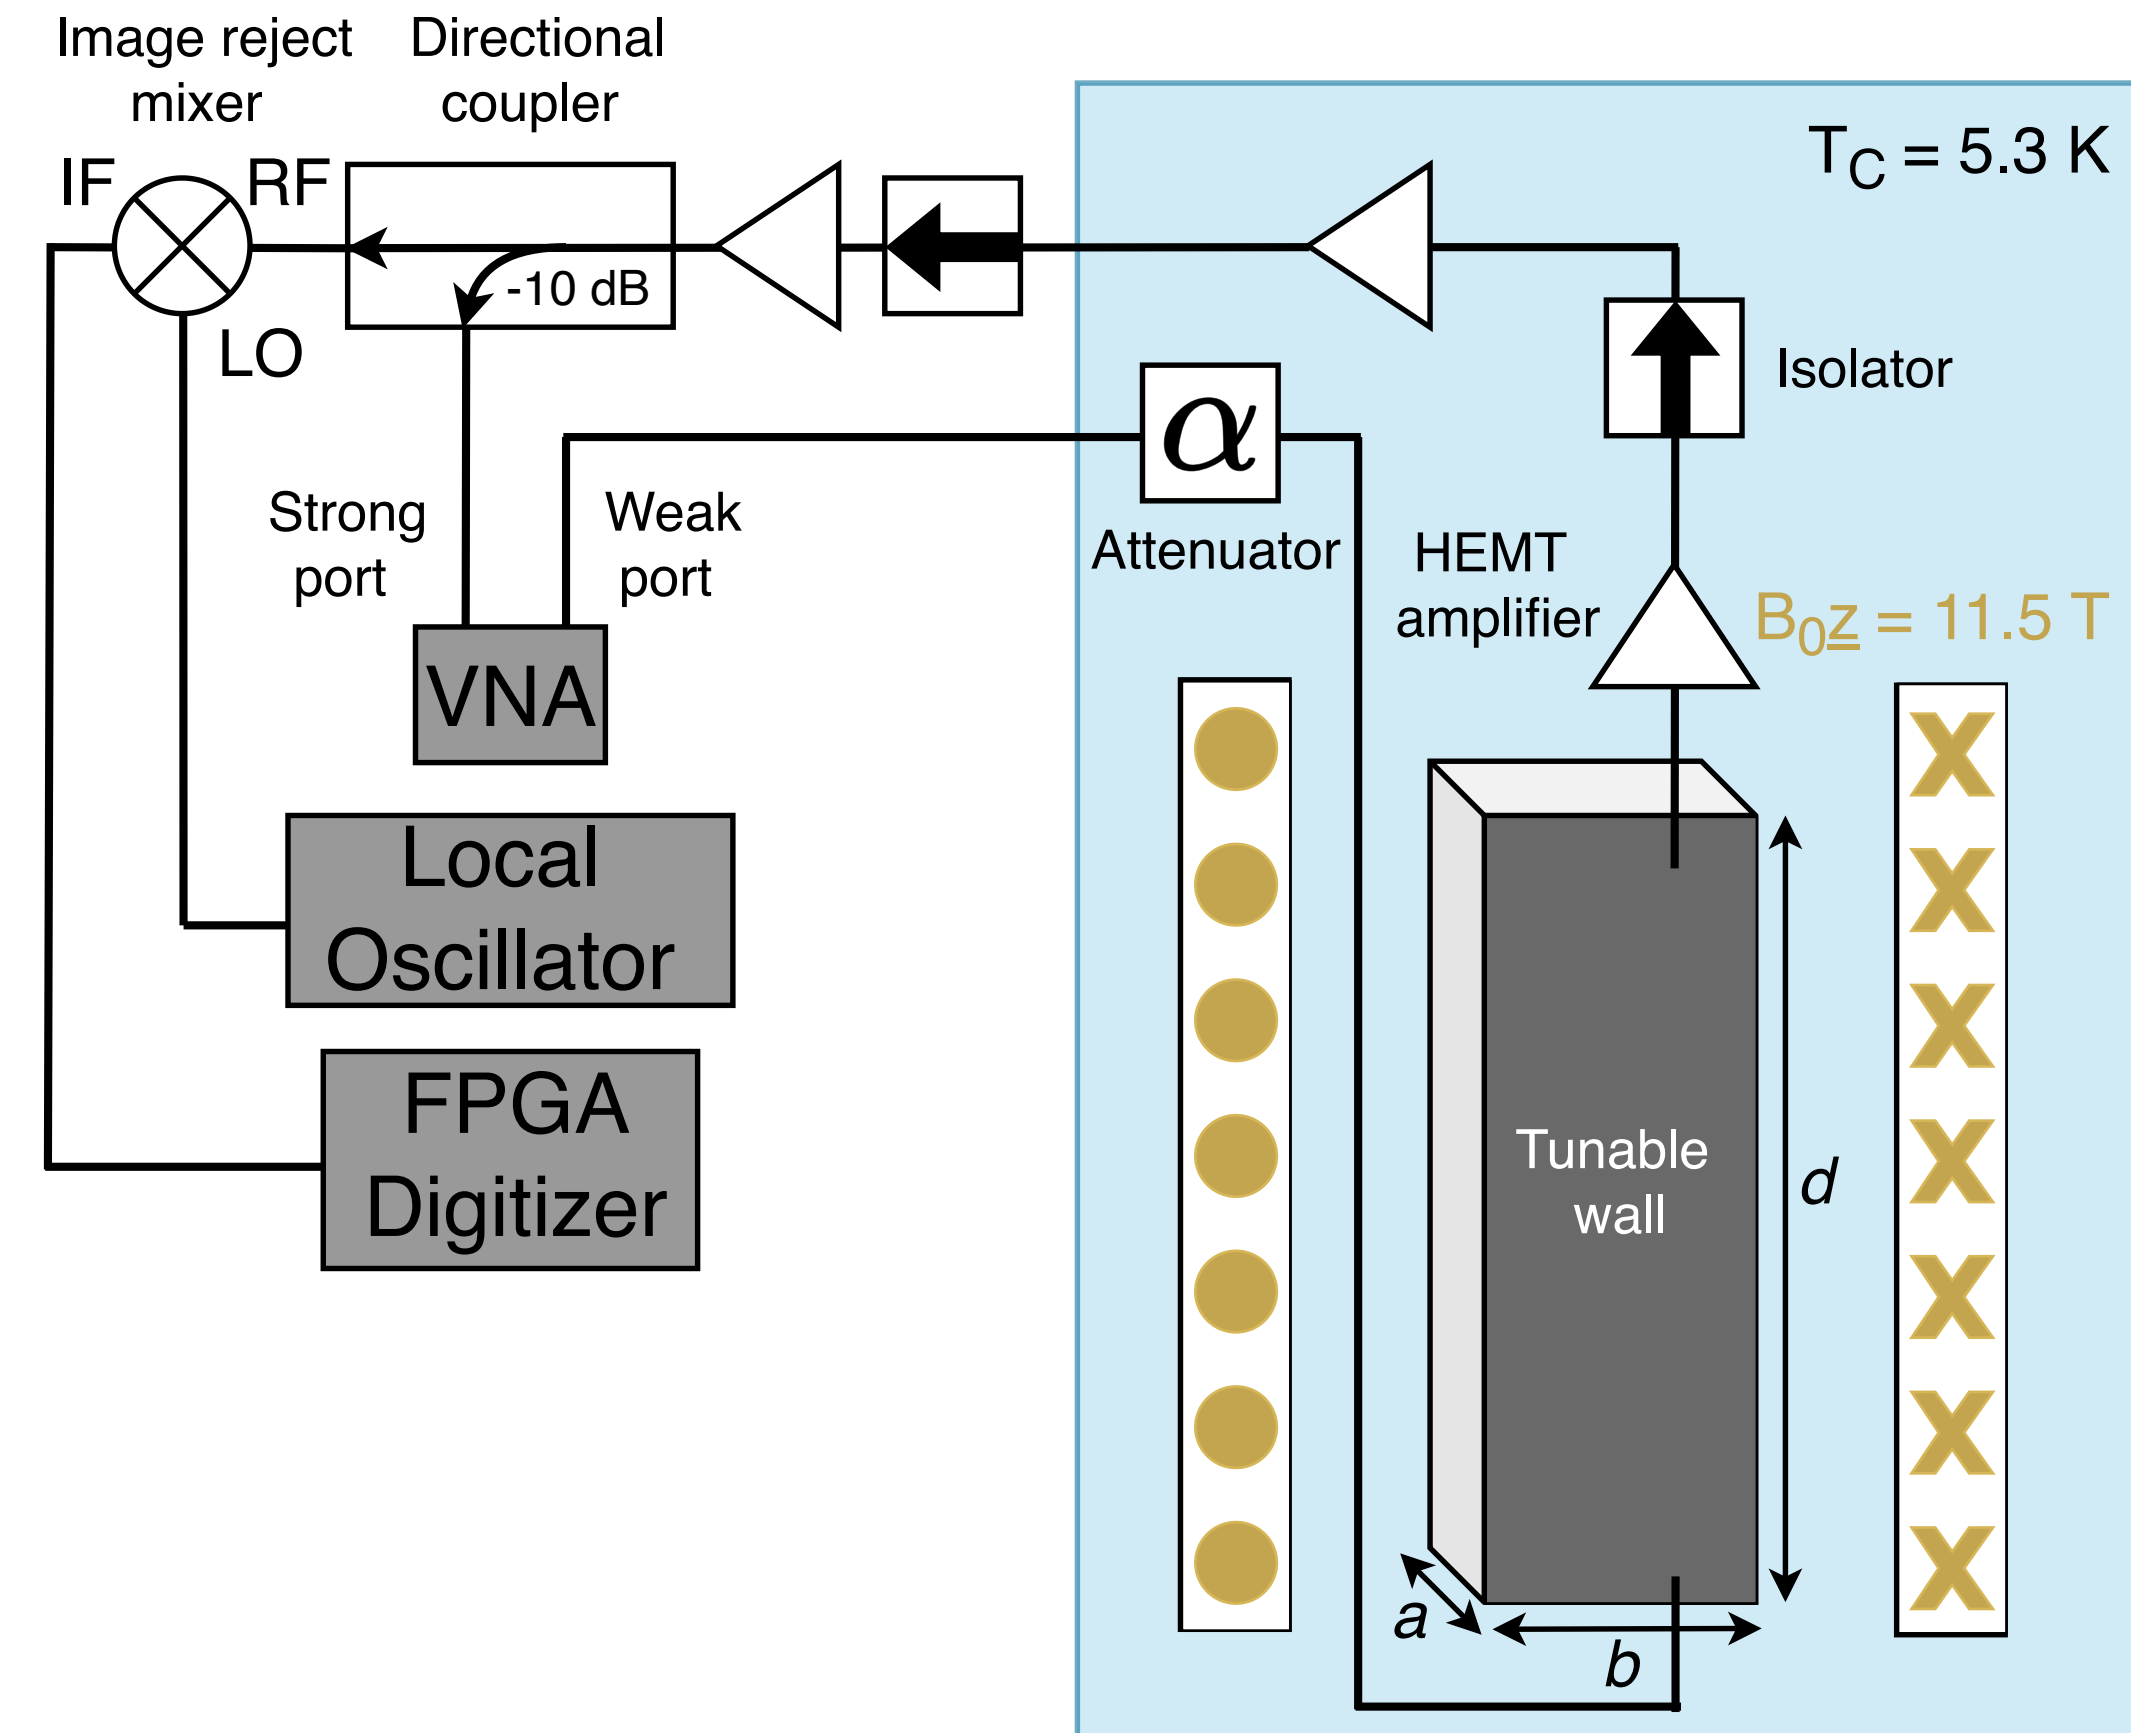 Image reject
mixer
Directional
coupler
IF
RF
LO
-10 dB
T_C = 5.3 K
Isolator
α
Attenuator
HEMT
amplifier
B_0z = 11.5 T
Strong
port
Weak
port
VNA
Local
Oscillator
FPGA
Digitizer
X
X
X
X
X
X
X
Tunable
wall
d
a
b